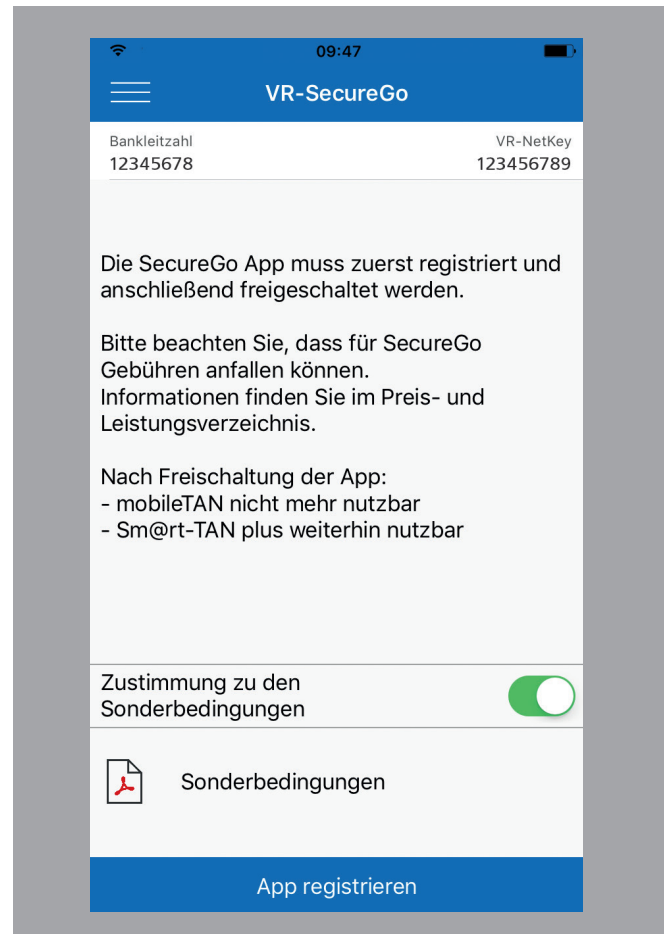 09:47
VR-SecureGo
Bankleitzahl VR-NetKey
12345678 123456789
Die SecureGo App muss zuerst registriert und
anschließend freigeschaltet werden.
Bitte beachten Sie, dass für SecureGo
Gebühren anfallen können.
Informationen finden Sie im Preis- und
Leistungsverzeichnis.
Nach Freischaltung der App:
- mobileTAN nicht mehr nutzbar
- Sm@rt-TAN plus weiterhin nutzbar
Zustimmung zu den
Sonderbedingungen
Sonderbedingungen
App registrieren